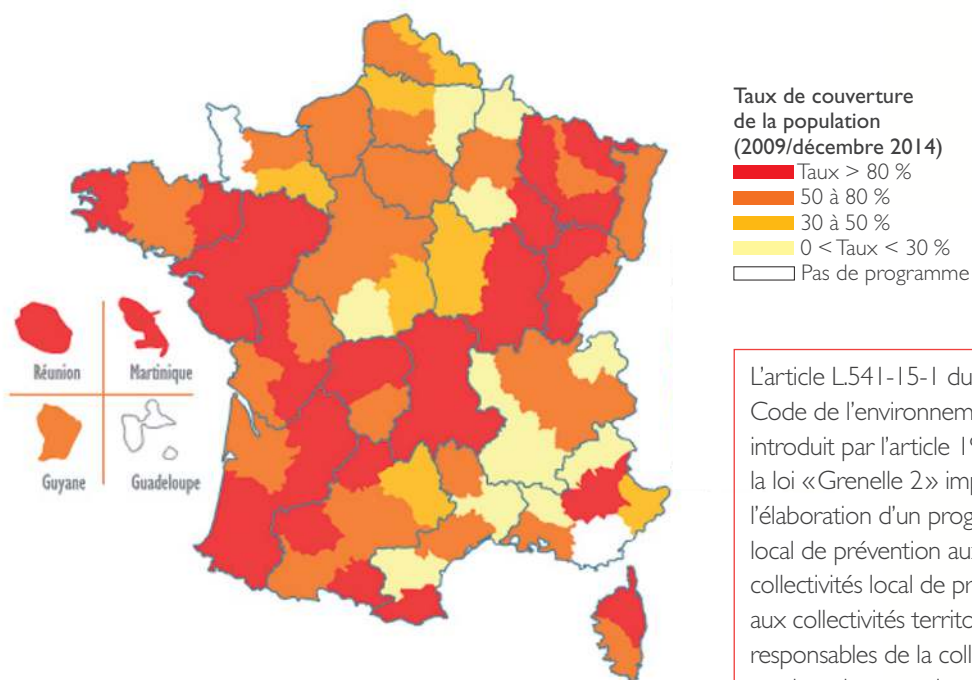 Taux de couverture
de la population
(2009/décembre 2014)
Taux > 80 %
50 à 80 %
30 à 50 %
0 < Taux < 30 %
Pas de programme
Réunion
Martinique
Guyane
Guadeloupe
L'article L.541-15-1 du
Code de l'environnem
introduit par l'article 1
la loi «Grenelle 2» imp
l'élaboration d'un prog
local de prévention au
collectivités local de pr
aux collectivités territo
responsables de la coll